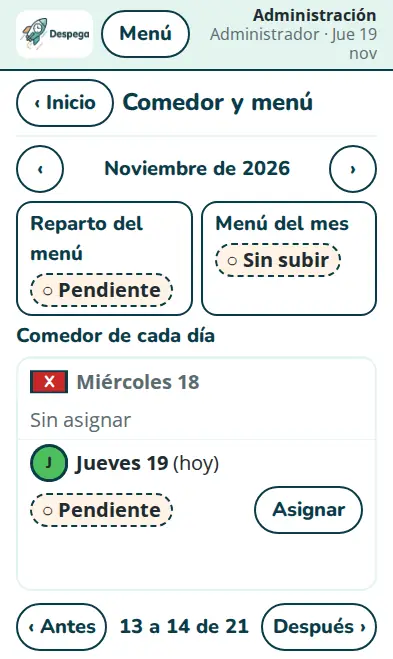 Despega
Menú
Administración
Administrador · Jue 19
nov
‹ Inicio
Comedor y menú
‹
Noviembre de 2026
›
Reparto del
menú
○ Pendiente
Menú del mes
○ Sin subir
Comedor de cada día
X Miércoles 18
Sin asignar
J Jueves 19 (hoy)
○ Pendiente
Asignar
‹ Antes
13 a 14 de 21
Después ›